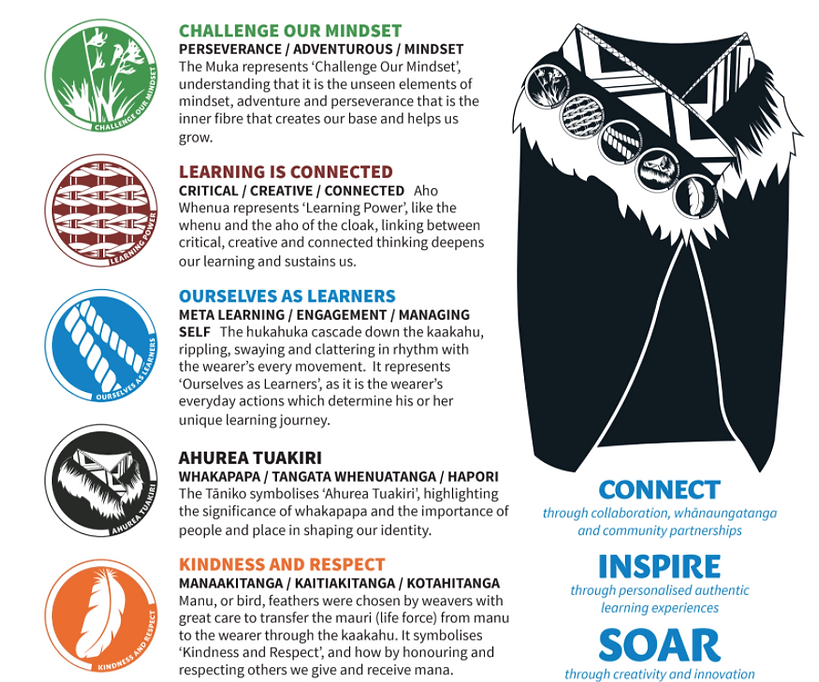 CHALLENGE OUR MINDSET
CHALLENGE OUR MINDSET
PERSEVERANCE / ADVENTUROUS / MINDSET
The Muka represents ‘Challenge Our Mindset’,
understanding that it is the unseen elements of
mindset, adventure and perseverance that is the
inner fibre that creates our base and helps us
grow.
LEARNING POWER
LEARNING IS CONNECTED
CRITICAL / CREATIVE / CONNECTED Aho
Whenua represents ‘Learning Power’, like the
whenu and the aho of the cloak, linking between
critical, creative and connected thinking deepens
our learning and sustains us.
OURSELVES AS LEARNERS
OURSELVES AS LEARNERS
META LEARNING / ENGAGEMENT / MANAGING
SELF The hukahuka cascade down the kaakahu,
rippling, swaying and clattering in rhythm with
the wearer’s every movement. It represents
‘Ourselves as Learners’, as it is the wearer’s
everyday actions which determine his or her
unique learning journey.
AHUREA TUAKIRI
AHUREA TUAKIRI
WHAKAPAPA / TANGATA WHENUATANGA / HAPORI
The Tāniko symbolises ‘Ahurea Tuakiri’, highlighting
the significance of whakapapa and the importance of
people and place in shaping our identity.
KINDNESS AND RESPECT
KINDNESS AND RESPECT
MANAAKITANGA / KAITIAKITANGA / KOTAHITANGA
Manu, or bird, feathers were chosen by weavers with
great care to transfer the mauri (life force) from manu
to the wearer through the kaakahu. It symbolises
‘Kindness and Respect’, and how by honouring and
respecting others we give and receive mana.
CONNECT
through collaboration, whānaungatanga
and community partnerships
INSPIRE
through personalised authentic
learning experiences
SOAR
through creativity and innovation